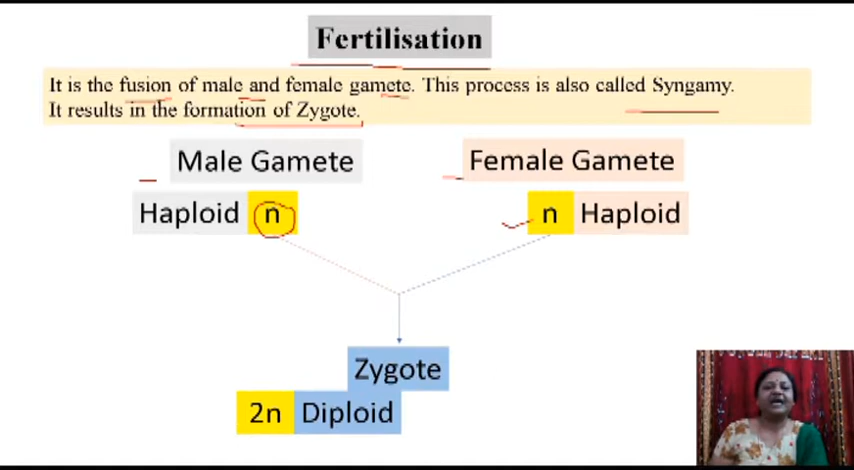 Fertilisation
It is the fusion of male and female gamete. This process is also called Syngamy.
It results in the formation of Zygote.
Male Gamete
Female Gamete
Haploid n
n Haploid
Zygote
2n Diploid